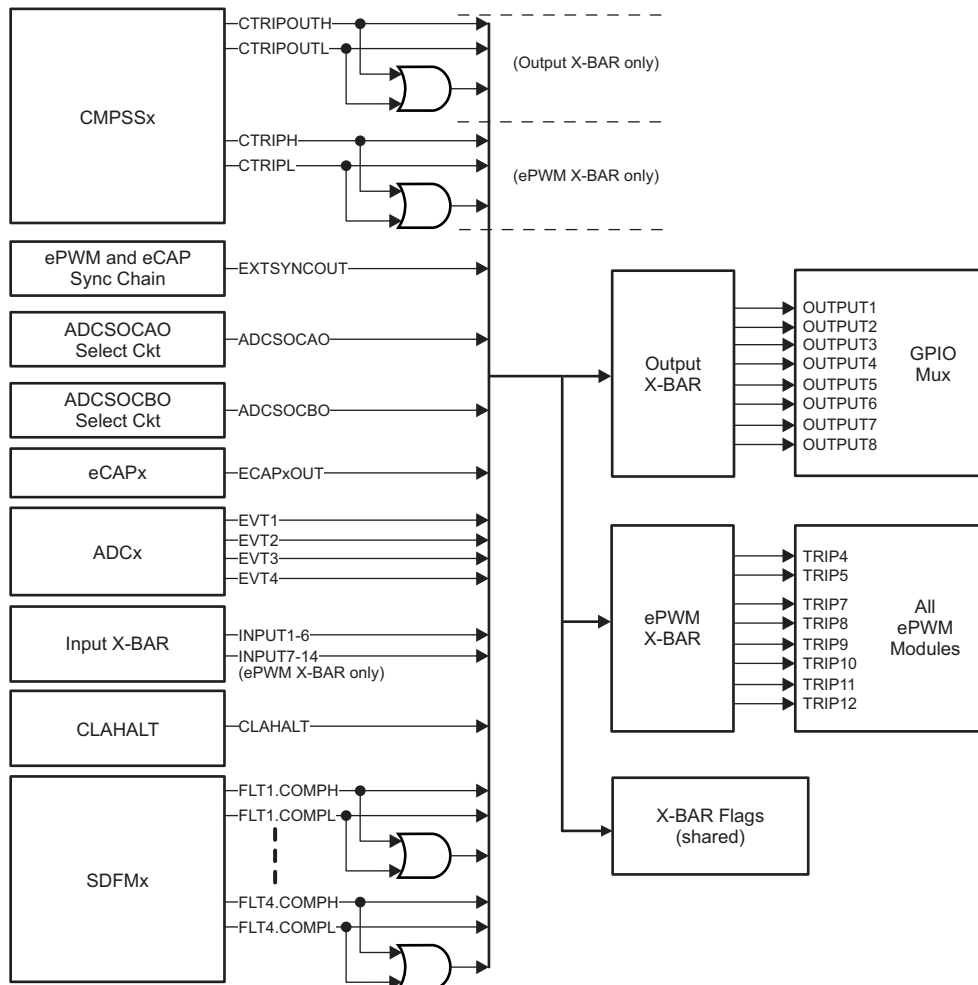 CTRIPOUTH
CTRIPOUTL
(Output X-BAR only)
CMPSSx
CTRIPH
CTRIPL
(ePWM X-BAR only)
ePWM and eCAP
Sync Chain
EXTSYNCOUT
ADCSOCAO
Select Ckt
ADCSOCAO
ADCSOCBO
Select Ckt
ADCSOCBO
eCAPx
ECAPxOUT
ADCx
EVT1
EVT2
EVT3
EVT4
Input X-BAR
INPUT1-6
INPUT7-14
(ePWM X-BAR only)
CLAHALT
CLAHALT
SDFMx
FLT1.COMPH
FLT1.COMPL
FLT4.COMPH
FLT4.COMPL
Output
X-BAR
OUTPUT1
OUTPUT2
OUTPUT3
OUTPUT4
OUTPUT5
OUTPUT6
OUTPUT7
OUTPUT8
GPIO
Mux
ePWM
X-BAR
TRIP4
TRIP5
TRIP7
TRIP8
TRIP9
TRIP10
TRIP11
TRIP12
All
ePWM
Modules
X-BAR Flags
(shared)